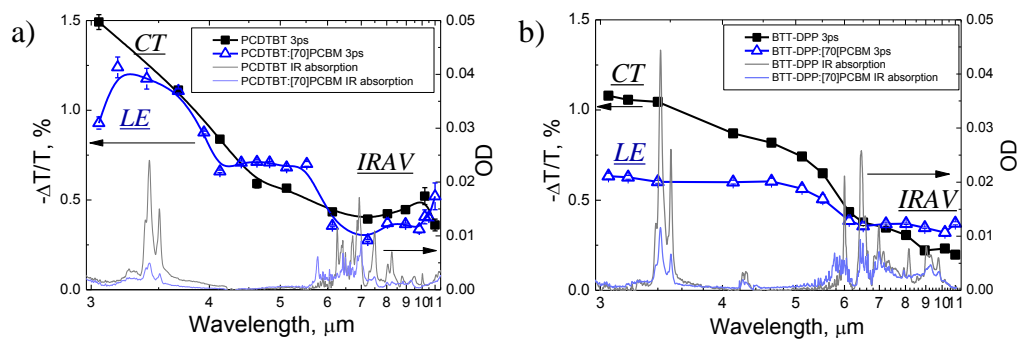 a)
1.5
1.0
0.5
0.0
-ΔT/T, %
CT
LE
IRAV
PCDTBT 3ps
PCDTBT:[70]PCBM 3ps
PCDTBT IR absorption
PCDTBT:[70]PCBM IR absorption
0.05
0.04
0.03
0.02
0.01
0.00
OD
3 4 5 6 7 8 9 10 11
Wavelength, μm
b)
1.5
1.0
0.5
0.0
-ΔT/T, %
CT
LE
IRAV
BTT-DPP 3ps
BTT-DPP:[70]PCBM 3ps
BTT-DPP IR absorption
BTT-DPP:[70]PCBM IR absorption
0.05
0.04
0.03
0.02
0.01
0.00
OD
3 4 5 6 7 8 9 10 11
Wavelength, μm